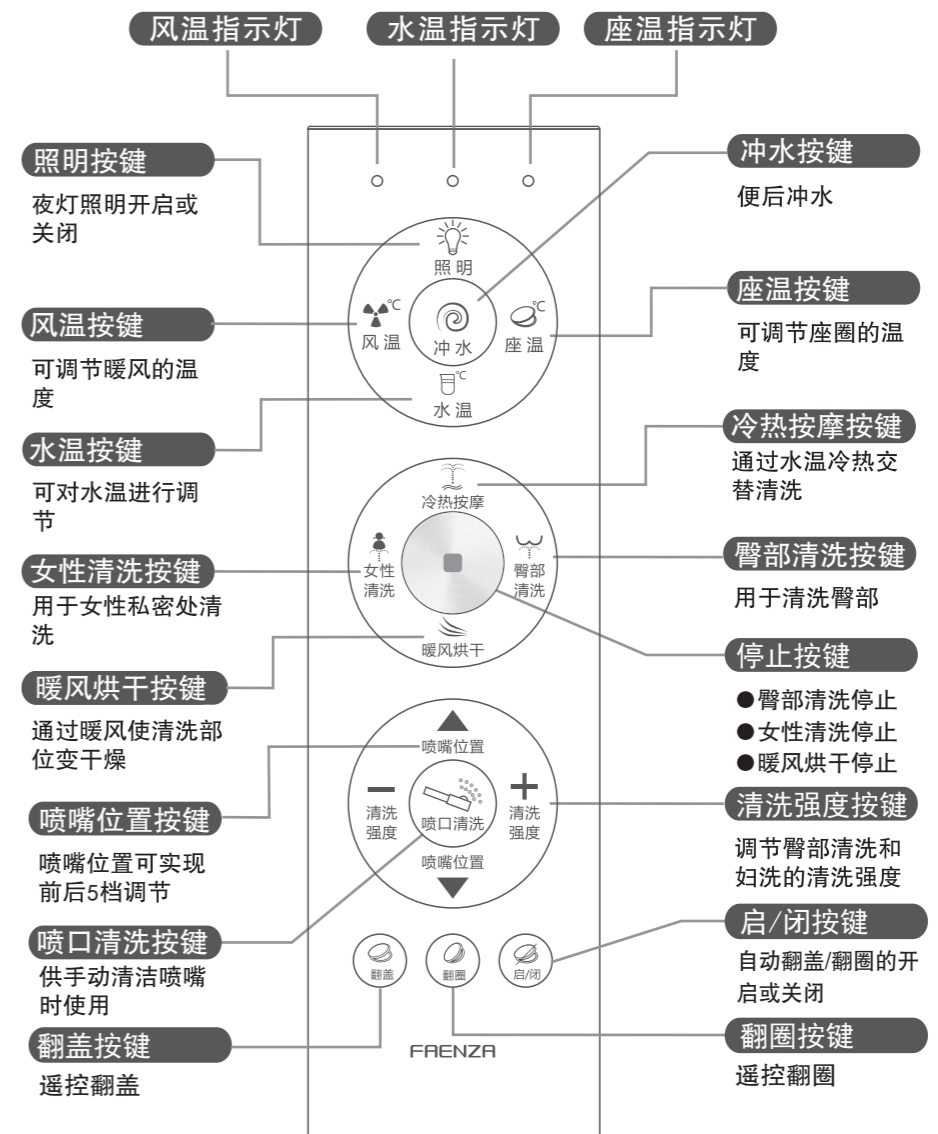 风温指示灯
水温指示灯
座温指示灯
照明按键
夜灯照明开启或
关闭
风温按键
可调节暖风的温
度
水温按键
可对水温进行调
节
女性清洗按键
用于女性私密处清
洗
暖风烘干按键
通过暖风使清洗部
位变干燥
喷嘴位置按键
喷嘴位置可实现
前后5档调节
喷口清洗按键
供手动清洁喷嘴
时使用
翻盖按键
遥控翻盖
照明
℃
风温
冲水
℃
座温
℃
水温
冷热按摩
女性
清洗
臀部
清洗
暖风烘干
喷嘴位置
清洗
强度
喷口清洗
清洗
强度
喷嘴位置
翻盖
翻圈
启/闭
FAENZA
冲水按键
便后冲水
座温按键
可调节座圈的温
度
冷热按摩按键
通过水温冷热交
替清洗
臀部清洗按键
用于清洗臀部
停止按键
●臀部清洗停止
●女性清洗停止
●暖风烘干停止
清洗强度按键
调节臀部清洗和
妇洗的清洗强度
启/闭按键
自动翻盖/翻圈的开
启或关闭
翻圈按键
遥控翻圈